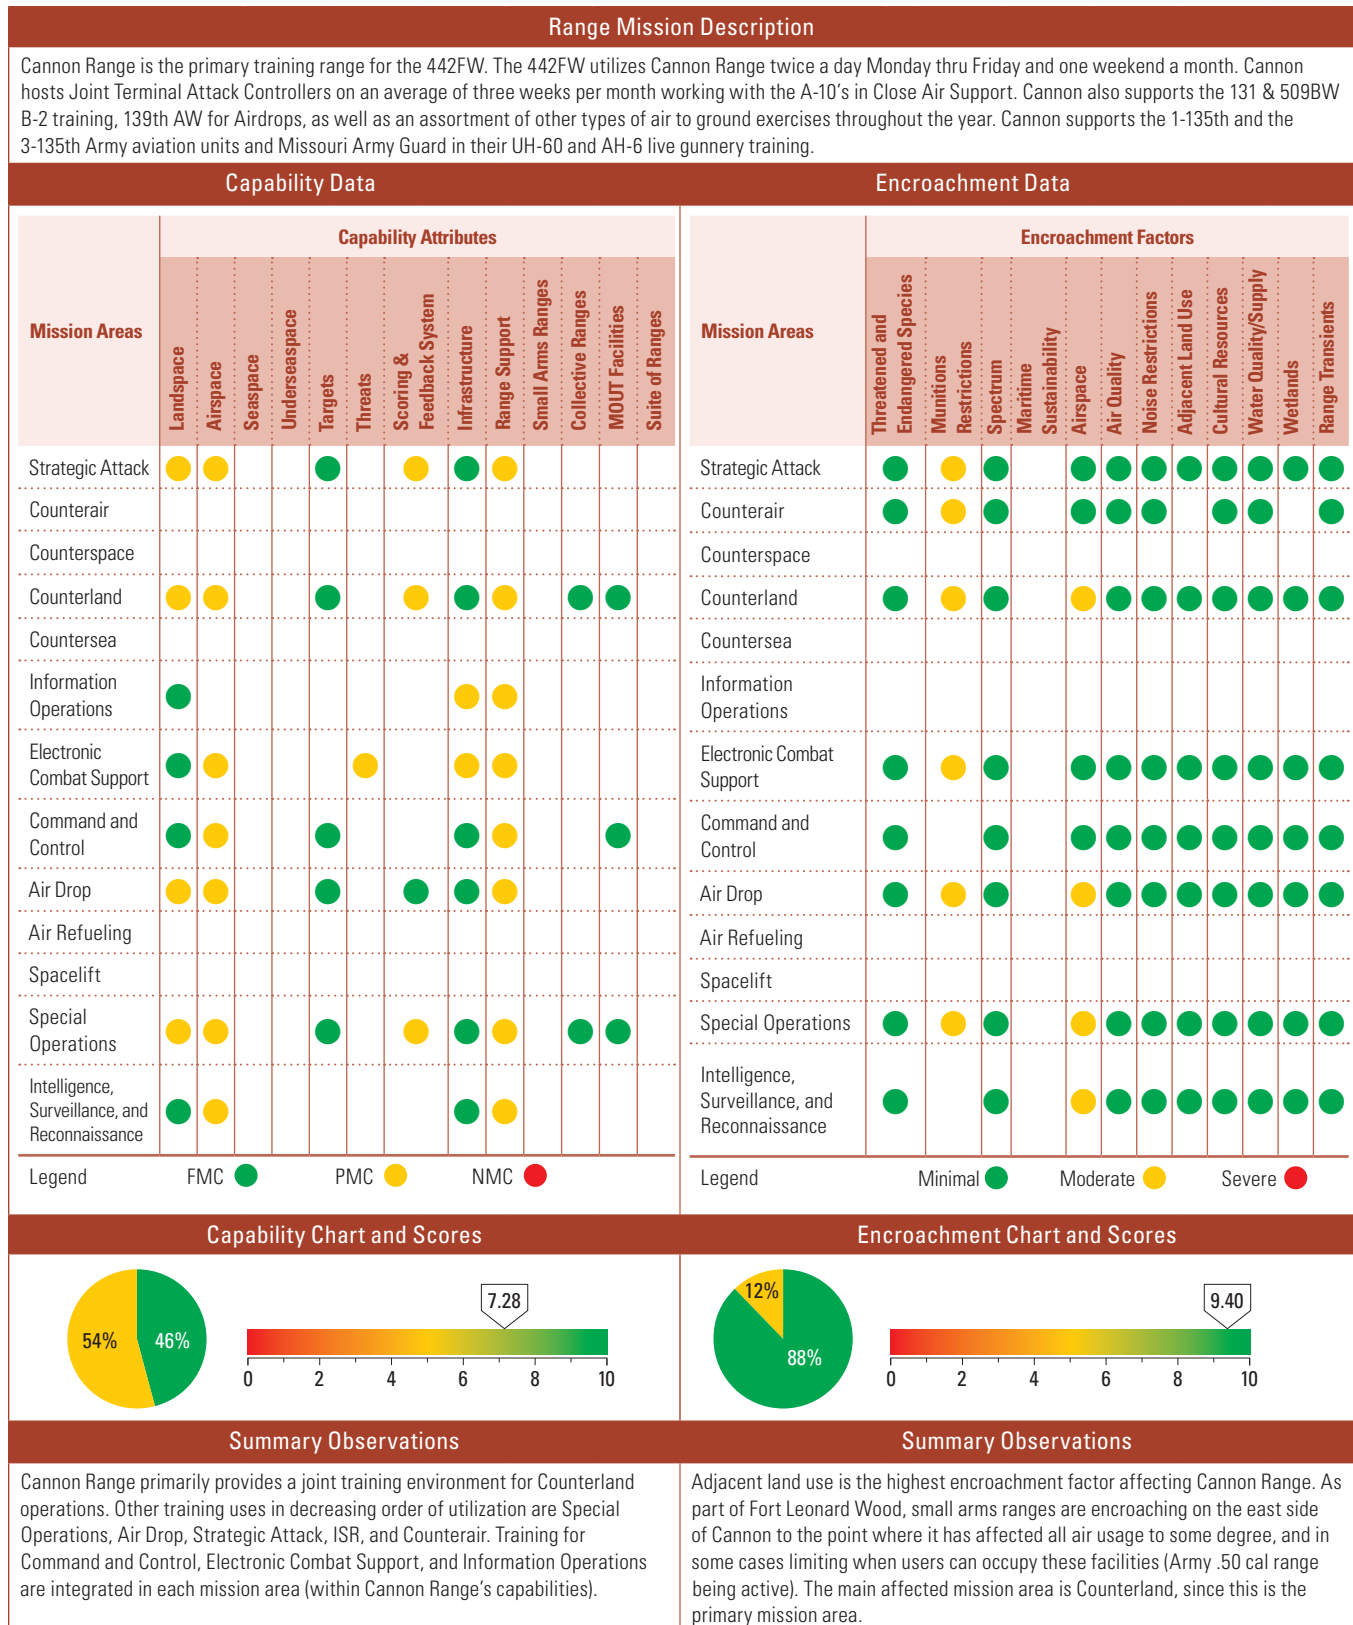 Range Mission Description
Cannon Range is the primary training range for the 442FW. The 442FW utilizes Cannon Range twice a day Monday thru Friday and one weekend a month. Cannon
hosts Joint Terminal Attack Controllers on an average of three weeks per month working with the A-10's in Close Air Support. Cannon also supports the 131 & 509BW
B-2 training, 139th AW for Airdrops, as well as an assortment of other types of air to ground exercises throughout the year. Cannon supports the 1-135th and the
3-135th Army aviation units and Missouri Army Guard in their UH-60 and AH-6 live gunnery training.
Capability Data
Mission Areas
Capability Attributes
Landspace
Airspace
Seaspace
Underseaspace
Targets
Threats
Scoring &
Feedback System
Infrastructure
Range Support
Small Arms Ranges
Collective Ranges
MOUT Facilities
Suite of Ranges
Strategic Attack
Counterair
Counterspace
Counterland
Countersea
Information
Operations
Electronic
Combat Support
Command and
Control
Air Drop
Air Refueling
Spacelift
Special
Operations
Intelligence,
Surveillance, and
Reconnaissance
Legend
FMC
PMC
NMC
Encroachment Data
Mission Areas
Encroachment Factors
Threatened and
Endangered Species
Munitions
Restrictions
Spectrum
Maritime
Sustainability
Airspace
Air Quality
Noise Restrictions
Adjacent Land Use
Cultural Resources
Water Quality/Supply
Wetlands
Range Transients
Strategic Attack
Counterair
Counterspace
Counterland
Countersea
Information
Operations
Electronic Combat
Support
Command and
Control
Air Drop
Air Refueling
Spacelift
Special Operations
Intelligence,
Surveillance, and
Reconnaissance
Legend
Minimal
Moderate
Severe
Capability Chart and Scores
54%
46%
7.28
0 2 4 6 8 10
Encroachment Chart and Scores
12%
88%
9.40
0 2 4 6 8 10
Summary Observations
Cannon Range primarily provides a joint training environment for Counterland
operations. Other training uses in decreasing order of utilization are Special
Operations, Air Drop, Strategic Attack, ISR, and Counterair. Training for
Command and Control, Electronic Combat Support, and Information Operations
are integrated in each mission area (within Cannon Range's capabilities).
Summary Observations
Adjacent land use is the highest encroachment factor affecting Cannon Range. As
part of Fort Leonard Wood, small arms ranges are encroaching on the east side
of Cannon to the point where it has affected all air usage to some degree, and in
some cases limiting when users can occupy these facilities (Army .50 cal range
being active). The main affected mission area is Counterland, since this is the
primary mission area.